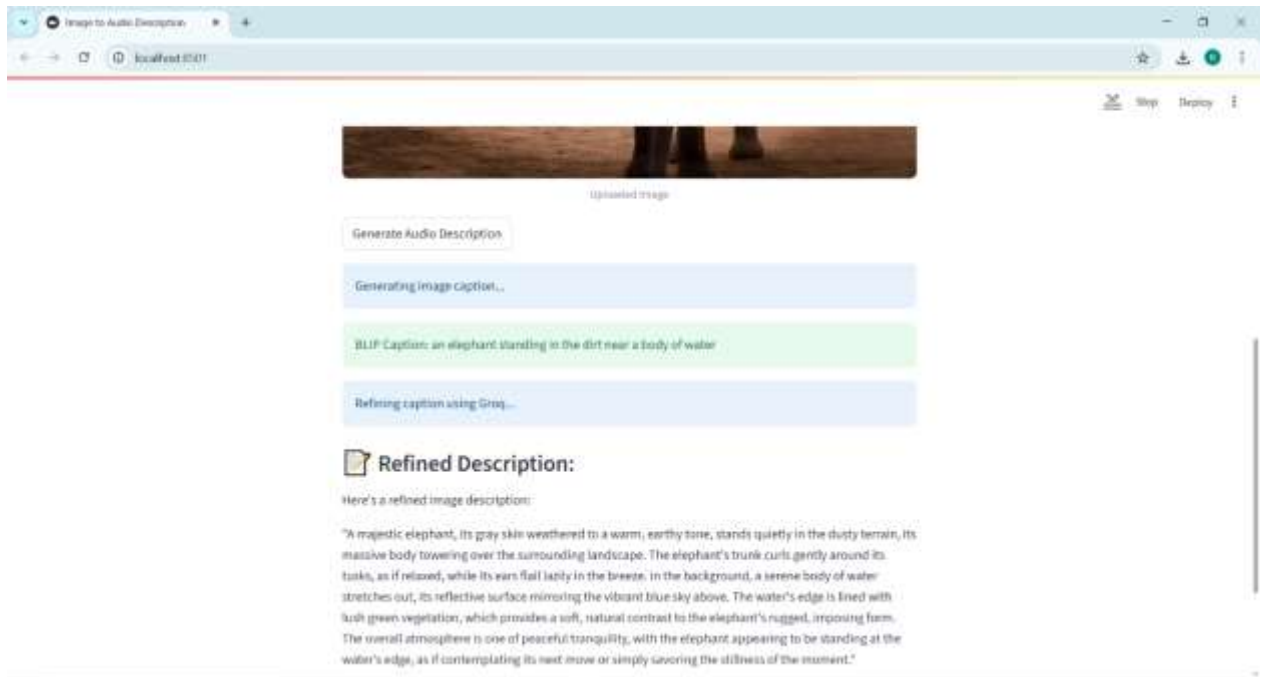 Image to Audio Description
localhost:8501
Stop Deploy
Uploaded Image
Generate Audio Description
Generating image caption...
BLIP Caption: an elephant standing in the dirt near a body of water
Refining caption using Groq...
Refined Description:
Here's a refined image description:
"A majestic elephant, its gray skin weathered to a warm, earthy tone, stands quietly in the dusty terrain, its
massive body towering over the surrounding landscape. The elephant's trunk curls gently around its
tusks, as if relaxed, while its ears flail lazily in the breeze. In the background, a serene body of water
stretches out, its reflective surface mirroring the vibrant blue sky above. The water's edge is lined with
lush green vegetation, which provides a soft, natural contrast to the elephant's rugged, imposing form.
The overall atmosphere is one of peaceful tranquility, with the elephant appearing to be standing at the
water's edge, as if contemplating its next move or simply savoring the stillness of the moment."